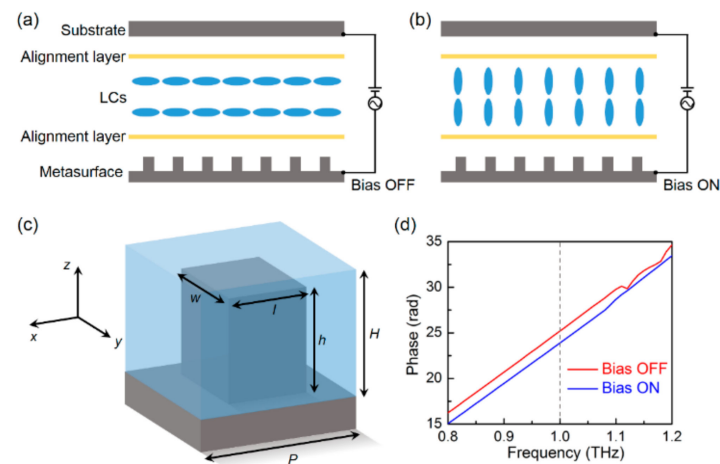 (a)
(b)
Substrate
Alignment layer
LCs
Alignment layer
Metasurface
Bias OFF
Bias ON
(c)
(d)
z
x
y
w
l
h
H
P
35
30
25
20
15
Phase (rad)
Bias OFF
Bias ON
0.8 0.9 1.0 1.1 1.2
Frequency (THz)